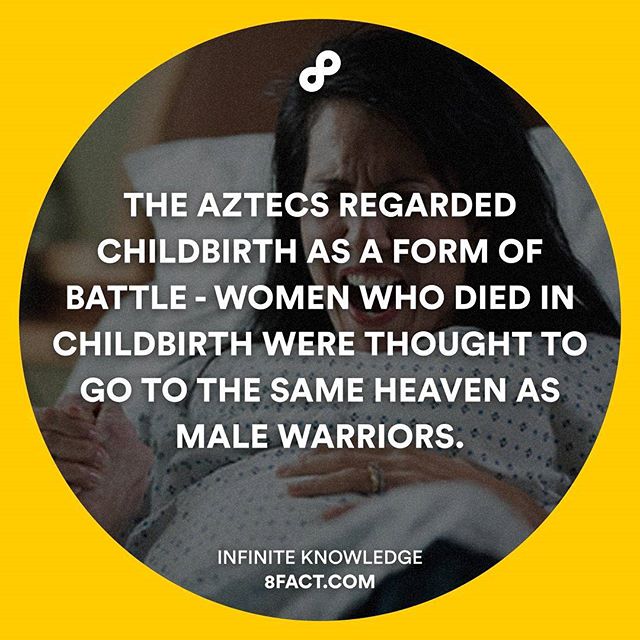 THE AZTECS REGARDED
CHILDBIRTH AS A FORM OF
BATTLE - WOMEN WHO DIED IN
CHILDBIRTH WERE THOUGHT TO
GO TO THE SAME HEAVEN AS
MALE WARRIORS.
INFINITE KNOWLEDGE
8FACT.COM